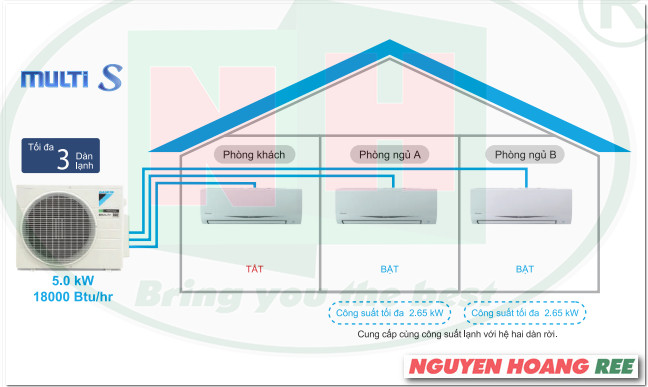 ®
MULTi S
Tối đa
3 Dàn lạnh
Phòng khách
Phòng ngủ A
Phòng ngủ B
DAIKIN
TẮT
BẬT
BẬT
5.0 kW
18000 Btu/hr
Bring you the best
Công suất tối đa 2.65 kW
Công suất tối đa 2.65 kW
Cung cấp cùng công suất lạnh với hệ hai dàn rời.
NH
NGUYEN HOANG REE